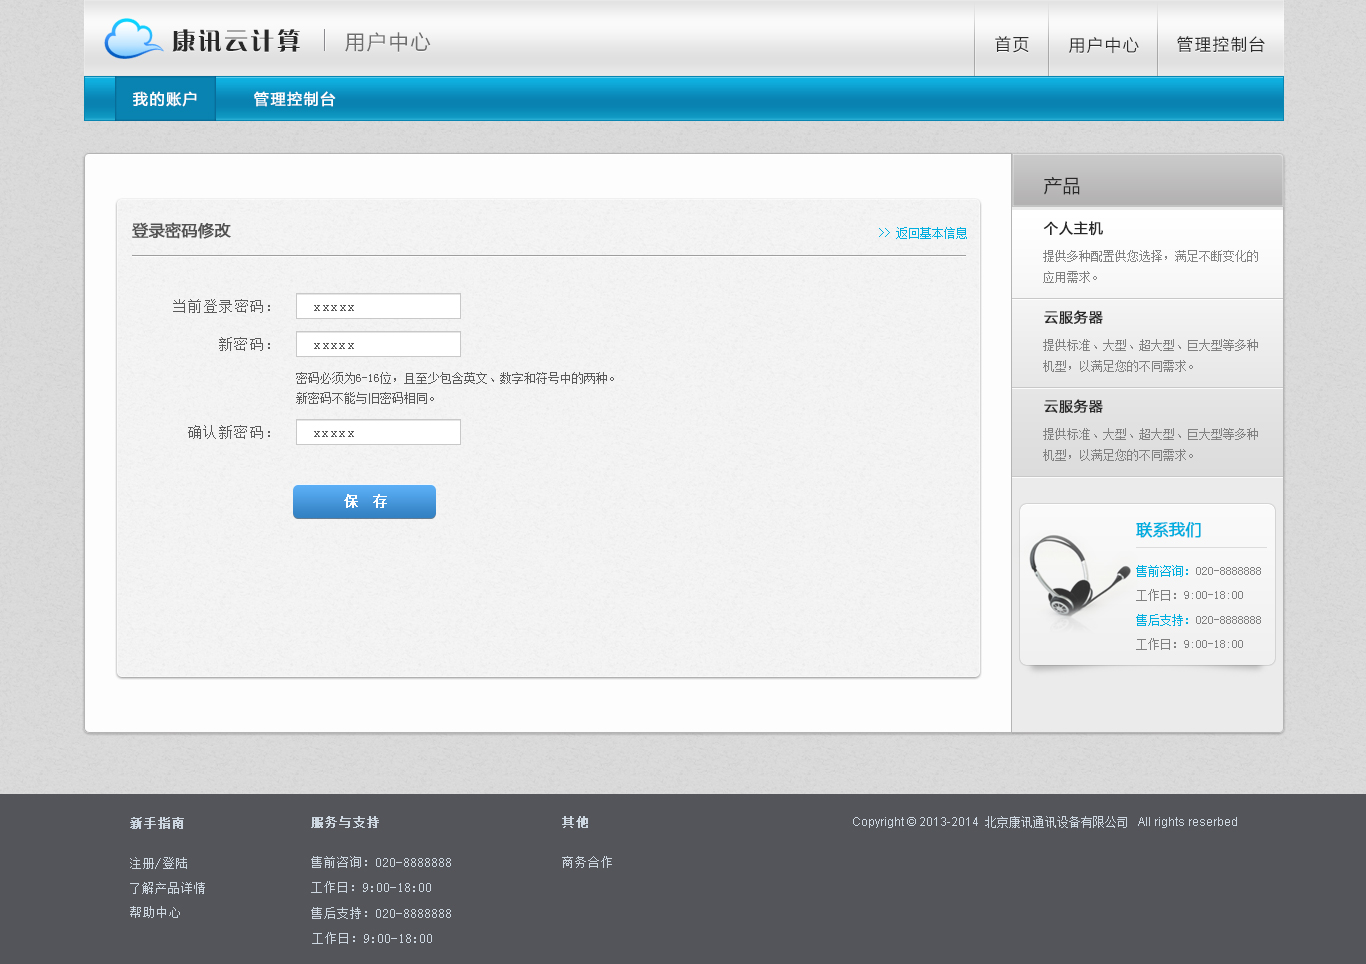 康讯云计算
用户中心
首页
用户中心
管理控制台
我的账户
管理控制台
登录密码修改
>> 返回基本信息
当前登录密码：
xxxxx
新密码：
xxxxx
密码必须为6-16位，且至少包含英文、数字和符号中的两种。
新密码不能与旧密码相同。
确认新密码：
xxxxx
保 存
产品
个人主机
提供多种配置供您选择，满足不断变化的
应用需求。
云服务器
提供标准、大型、超大型、巨大型等多种
机型，以满足您的不同需求。
云服务器
提供标准、大型、超大型、巨大型等多种
机型，以满足您的不同需求。
联系我们
售前咨询：020-8888888
工作日：9:00-18:00
售后支持：020-8888888
工作日：9:00-18:00
新手指南
注册/登陆
了解产品详情
帮助中心
服务与支持
售前咨询：020-8888888
工作日：9:00-18:00
售后支持：020-8888888
工作日：9:00-18:00
其他
商务合作
Copyright © 2013-2014 北京康讯通讯设备有限公司 All rights reserbed